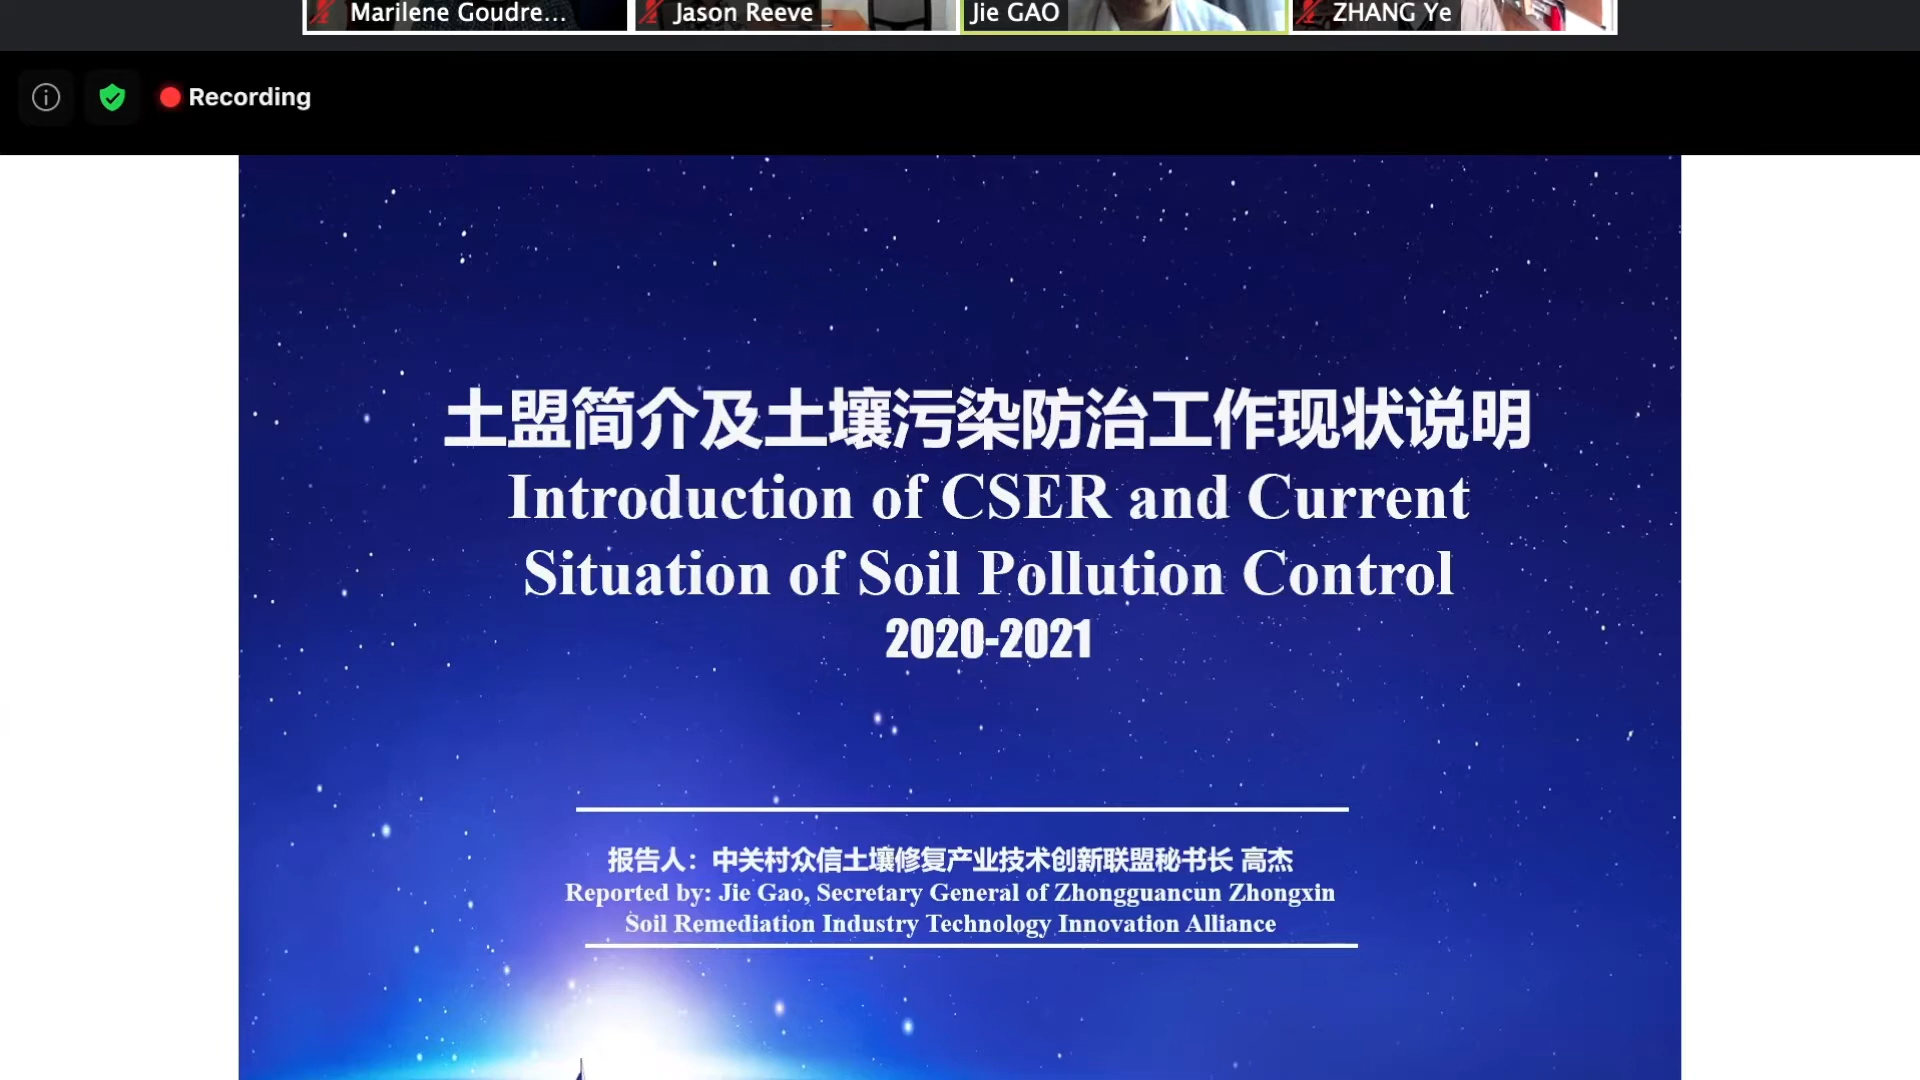 Marilene Goudre...
Jason Reeve
Jie GAO
ZHANG Ye
Recording
土盟简介及土壤污染防治工作现状说明
Introduction of CSER and Current
Situation of Soil Pollution Control
2020-2021
报告人：中关村众信土壤修复产业技术创新联盟秘书长 高杰
Reported by: Jie Gao, Secretary General of Zhongguancun Zhongxin
Soil Remediation Industry Technology Innovation Alliance